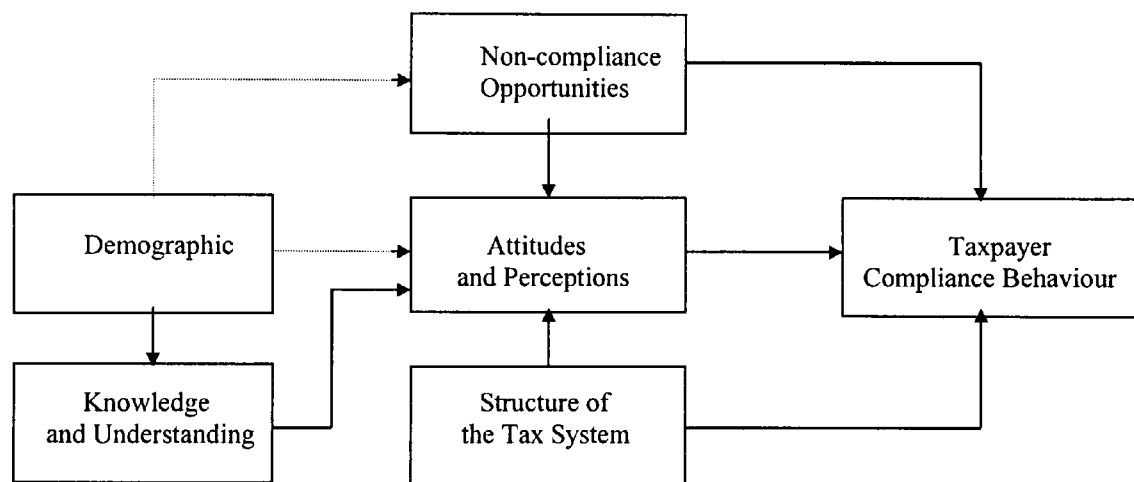 Non-compliance
Opportunities
Demographic
Attitudes
and Perceptions
Taxpayer
Compliance Behaviour
Knowledge
and Understanding
Structure of
the Tax System